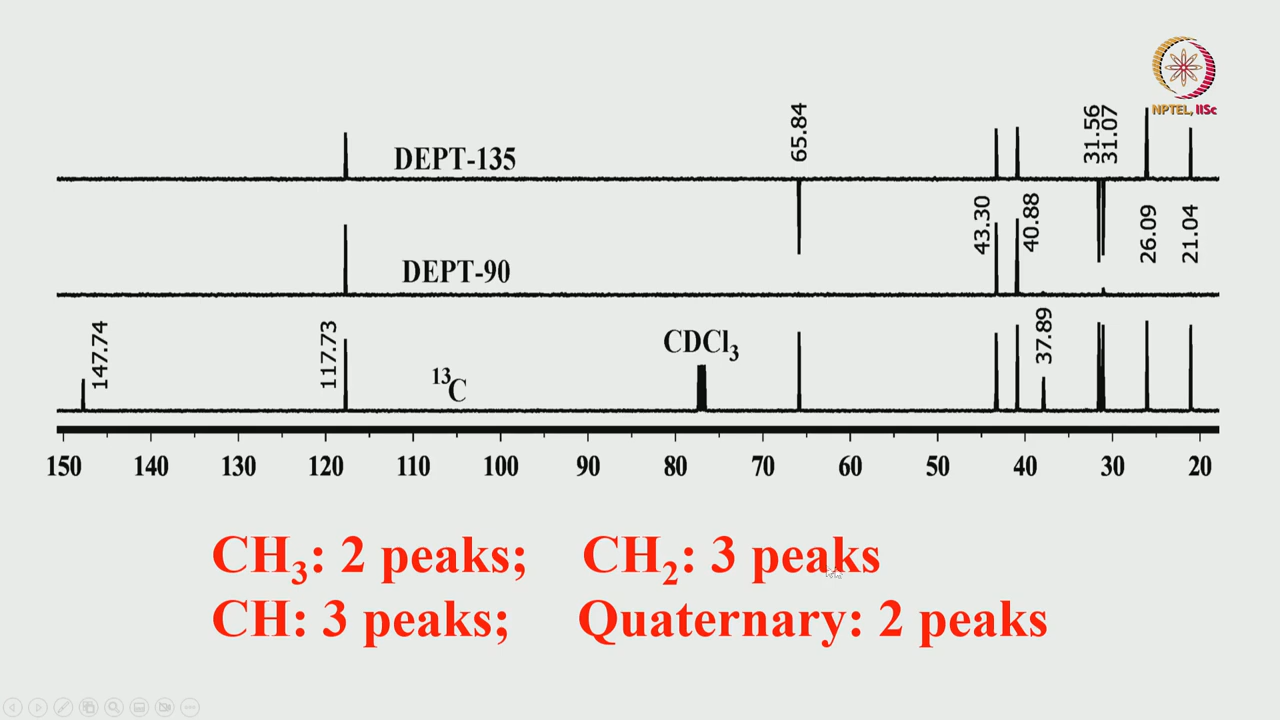 NPTEL, IISc
DEPT-135
65.84
31.56
31.07
DEPT-90
43.30
40.88
26.09
21.04
147.74
117.73
¹³C
CDCl₃
37.89
150 140 130 120 110 100 90 80 70 60 50 40 30 20
CH₃: 2 peaks; CH₂: 3 peaks
CH: 3 peaks; Quaternary: 2 peaks